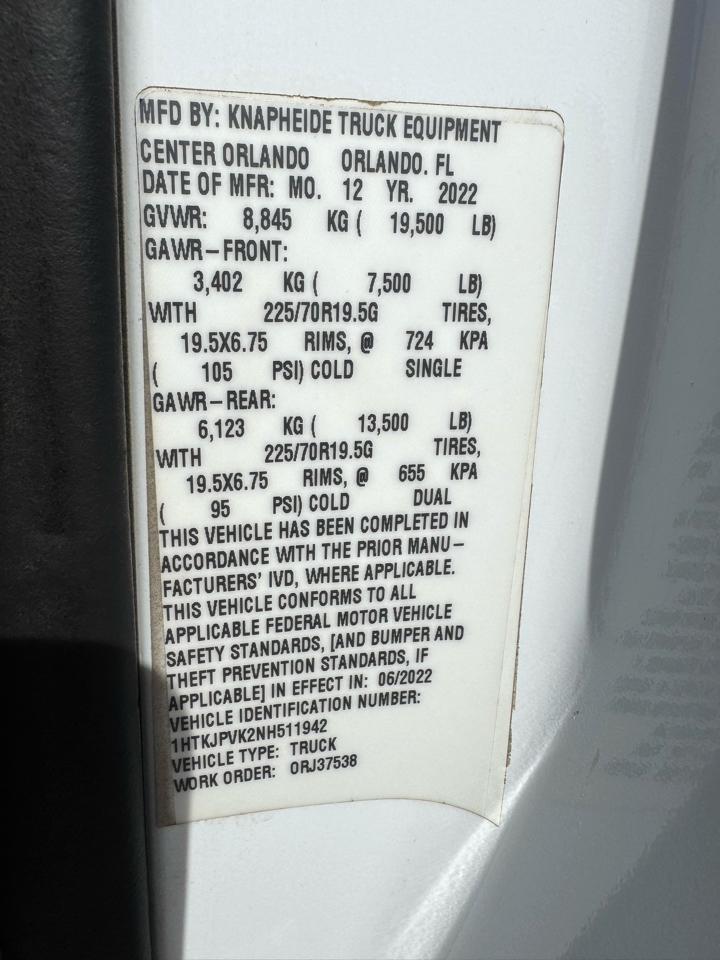 MFD BY: KNAPHEIDE TRUCK EQUIPMENT
CENTER ORLANDO ORLANDO. FL
DATE OF MFR: MO. 12 YR. 2022
GVWR: 8,845 KG ( 19,500 LB)
GAWR-FRONT:
3,402 KG ( 7,500 LB)
WITH 225/70R19.5G TIRES,
19.5X6.75 RIMS, @ 724 KPA
( 105 PSI) COLD SINGLE
GAWR-REAR:
6,123 KG ( 13,500 LB)
WITH 225/70R19.5G TIRES,
19.5X6.75 RIMS, @ 655 KPA
( 95 PSI) COLD DUAL
THIS VEHICLE HAS BEEN COMPLETED IN
ACCORDANCE WITH THE PRIOR MANU-
FACTURERS' IVD, WHERE APPLICABLE.
THIS VEHICLE CONFORMS TO ALL
APPLICABLE FEDERAL MOTOR VEHICLE
SAFETY STANDARDS, [AND BUMPER AND
THEFT PREVENTION STANDARDS, IF
APPLICABLE] IN EFFECT IN: 06/2022
VEHICLE IDENTIFICATION NUMBER:
1HTKJPVK2NH511942
VEHICLE TYPE: TRUCK
WORK ORDER: ORJ37538